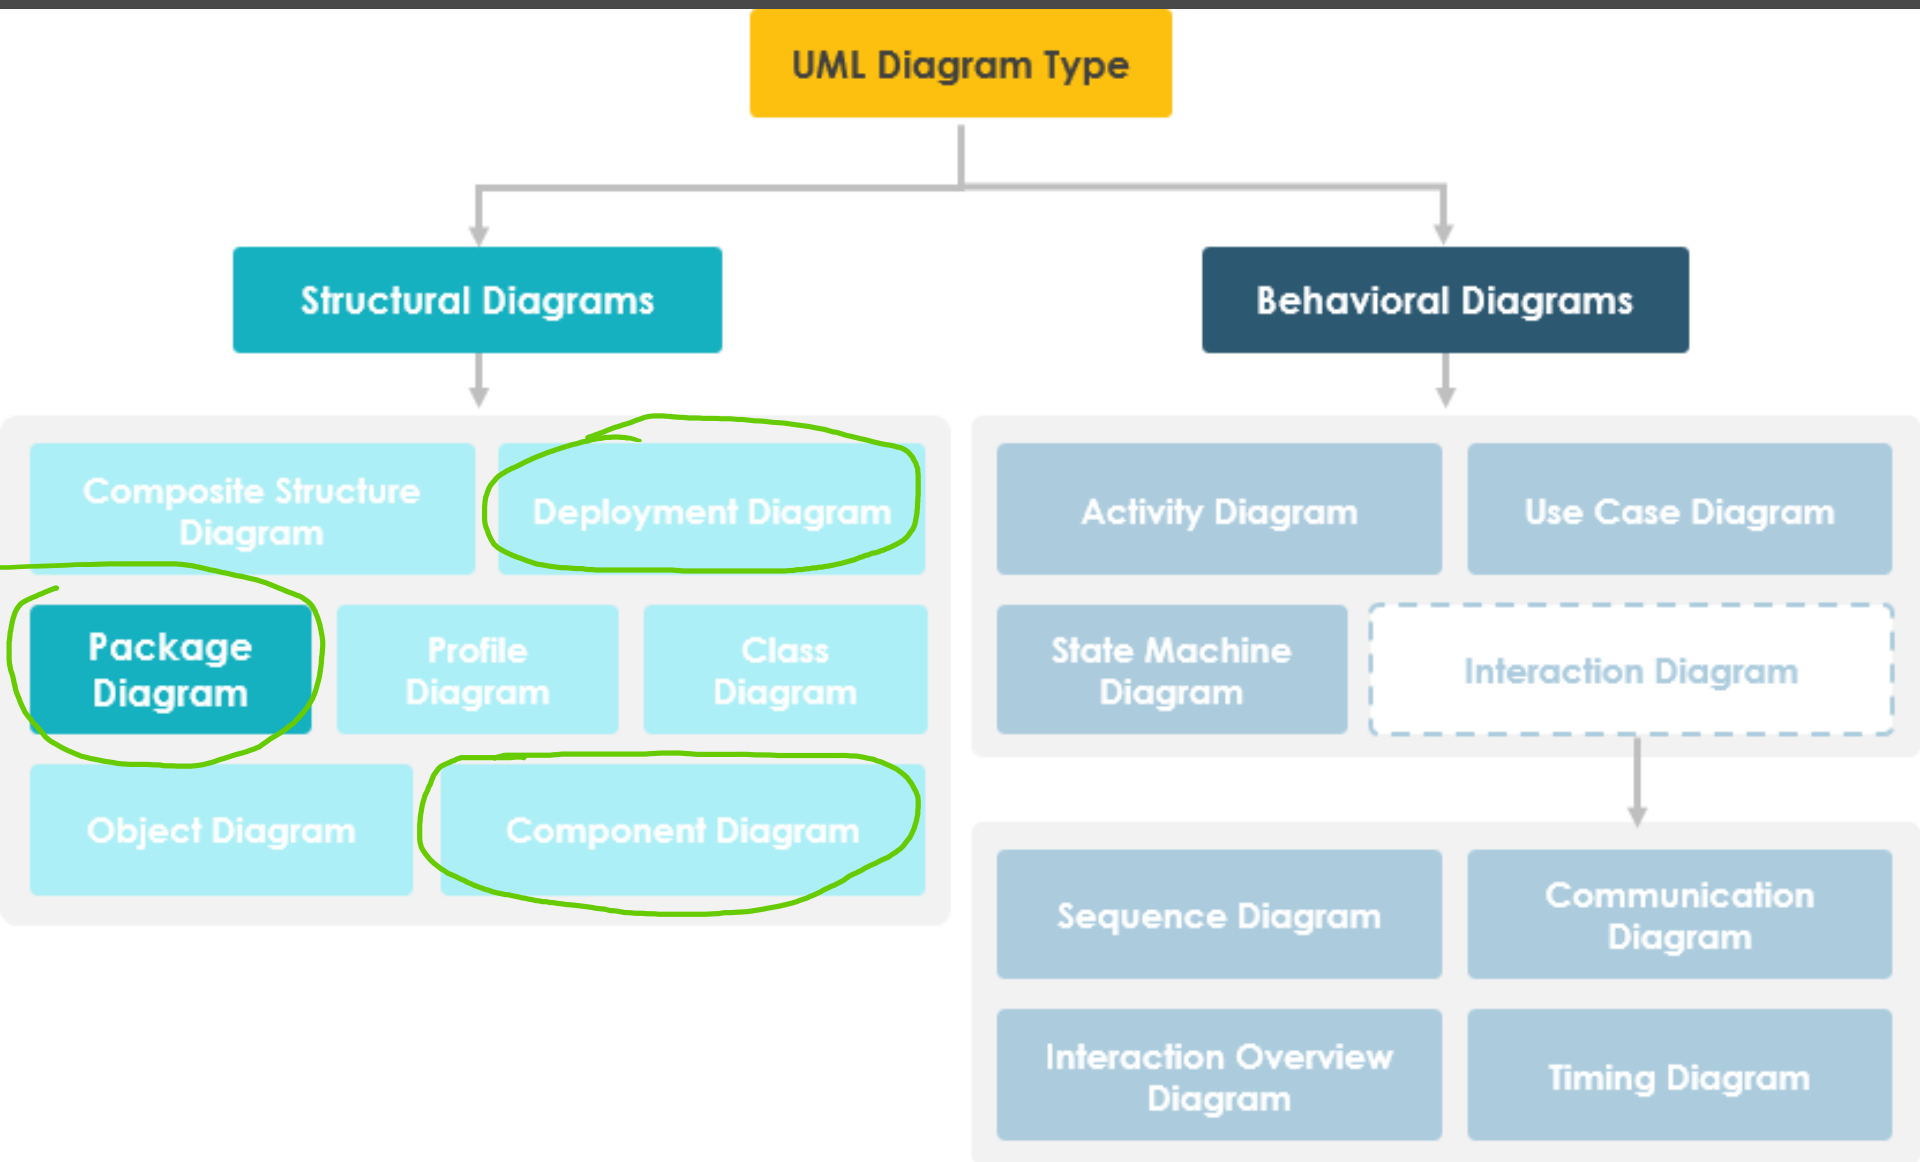 UML Diagram Type
Structural Diagrams
Behavioral Diagrams
Composite Structure
Diagram
Deployment Diagram
Package
Diagram
Profile
Diagram
Class
Diagram
Object Diagram
Component Diagram
Activity Diagram
Use Case Diagram
State Machine
Diagram
Interaction Diagram
Sequence Diagram
Communication
Diagram
Interaction Overview
Diagram
Timing Diagram